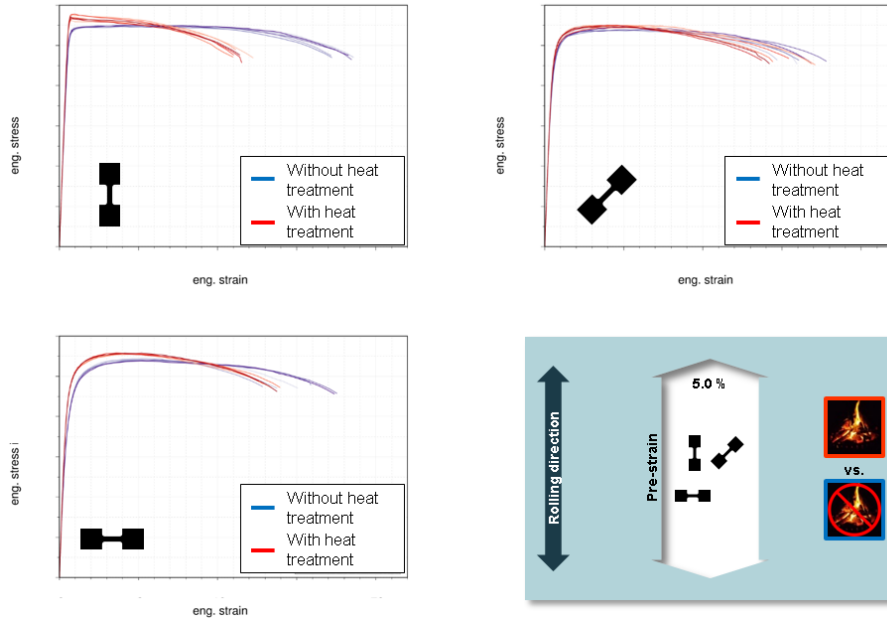 eng. stress
Without heat
treatment
With heat
treatment
eng. strain
eng. stress
Without heat
treatment
With heat
treatment
eng. strain
eng. stress i
Without heat
treatment
With heat
treatment
eng. strain
Rolling direction
Pre-strain
5.0 %
vs.